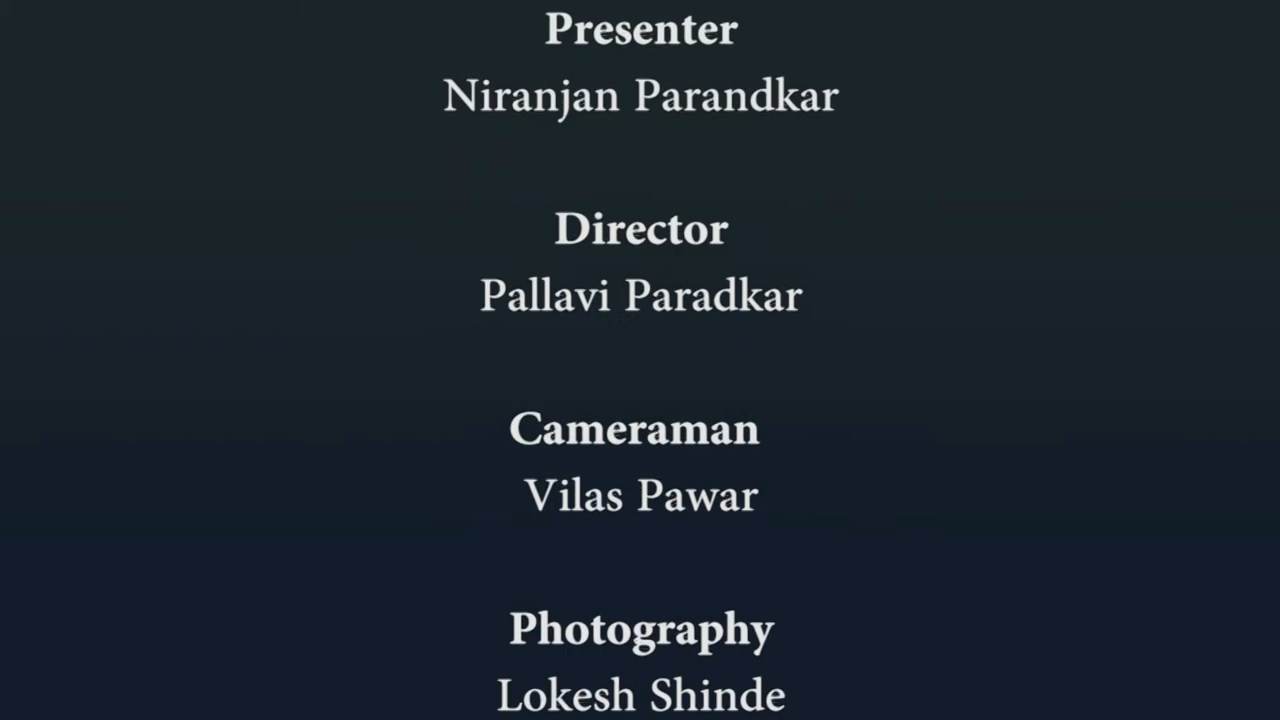 Presenter
Niranjan Parandkar
Director
Pallavi Paradkar
Cameraman
Vilas Pawar
Photography
Lokesh Shinde